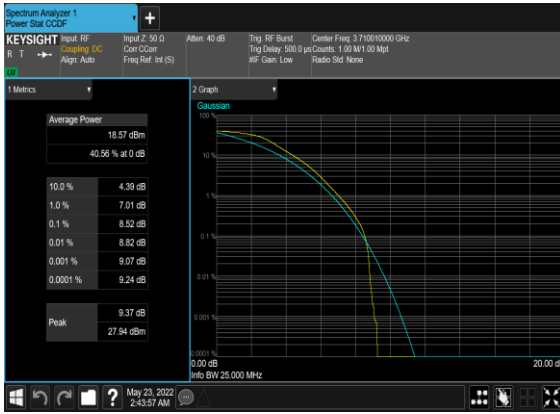 Spectrum Analyzer 1
Power Stat CCDF
KEYSIGHT
R T
Input: RF
Coupling: DC
Align: Auto
Input Z: 50 Ω
Corr CCorr
Freq Ref: Int (S)
Atten: 40 dB
Trig: RF Burst
Trig Delay: 500.0 µs
#IF Gain: Low
Center Freq: 3.710010000 GHz
Counts: 1.00 M/1.00 Mpt
Radio Std: None
1 Metrics
Average Power
18.57 dBm
40.56 % at 0 dB
10.0 % 4.39 dB
1.0 % 7.01 dB
0.1 % 8.52 dB
0.01 % 8.82 dB
0.001 % 9.07 dB
0.0001 % 9.24 dB
Peak
9.37 dB
27.94 dBm
2 Graph
Gaussian
100 %
10 %
1 %
0.1 %
0.01 %
0.001 %
0.0001 %
0.00 dB
20.00 d
Info BW 25.000 MHz
?
May 23, 2022
2:43:57 AM